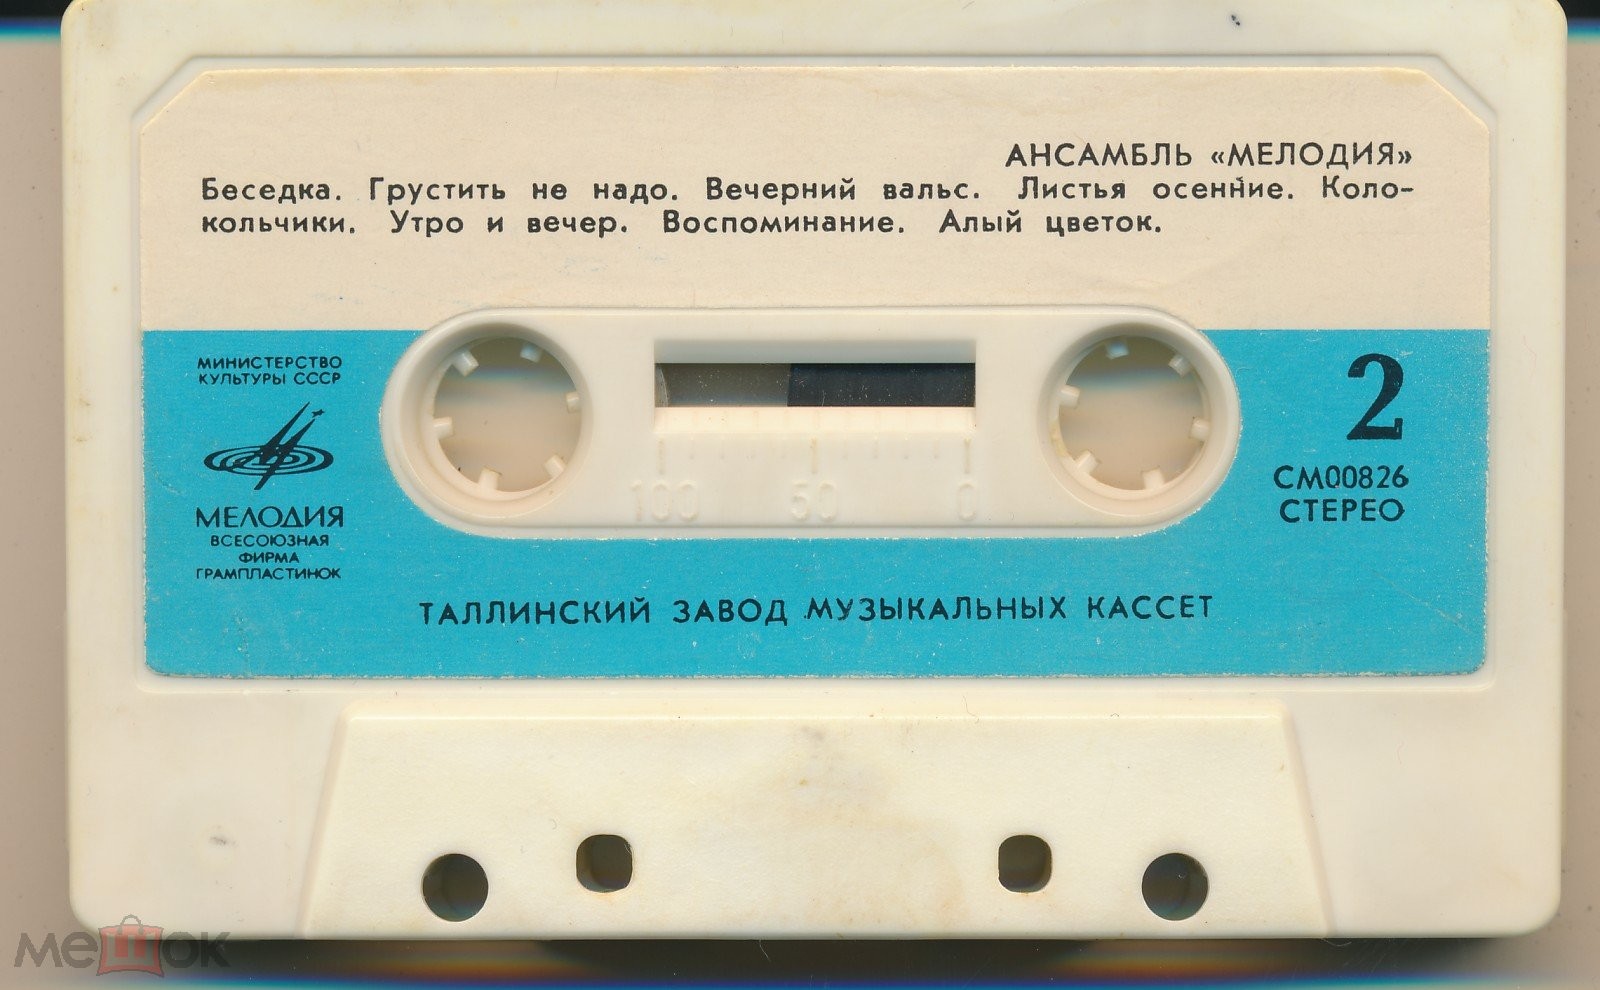 АНСАМБЛЬ «МЕЛОДИЯ»
Беседка. Грустить не надо. Вечерний вальс. Листья осенние. Коло-
кольчики. Утро и вечер. Воспоминание. Алый цветок.
МИНИСТЕРСТВО
КУЛЬТУРЫ СССР
МЕЛОДИЯ
ВСЕСОЮЗНАЯ
ФИРМА
ГРАМПЛАСТИНОК
100 50 0
2
СМ00826
СТЕРЕО
ТАЛЛИНСКИЙ ЗАВОД МУЗЫКАЛЬНЫХ КАССЕТ
мешок